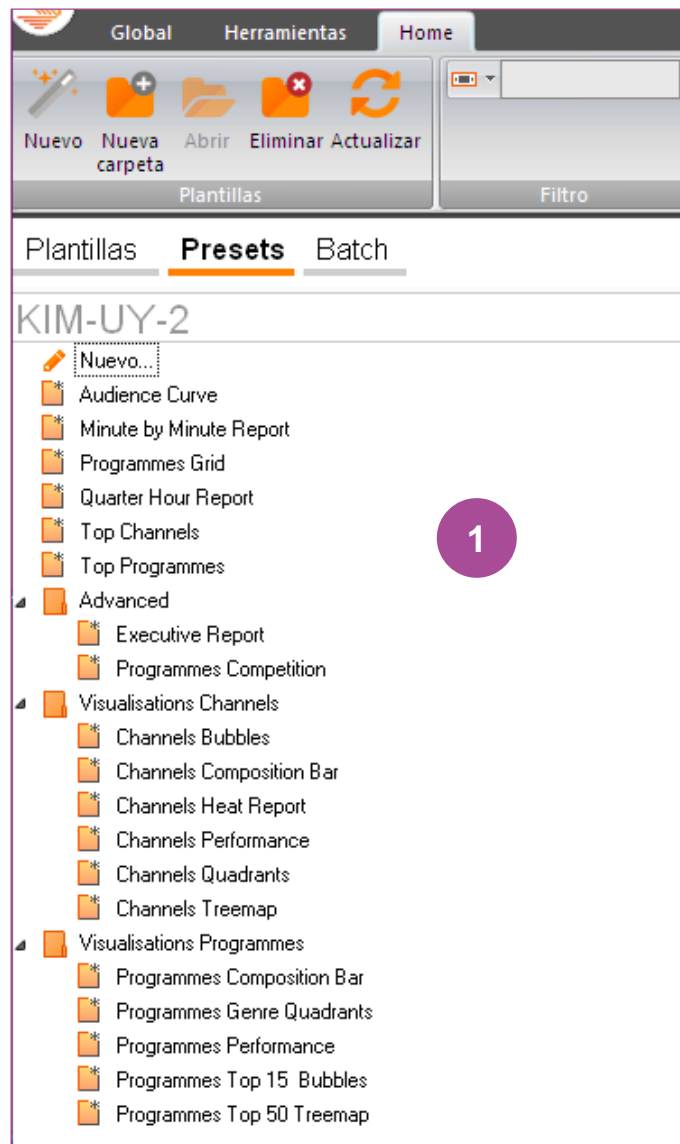 Global Herramientas Home
Nuevo Nueva carpeta Abrir Eliminar Actualizar
Plantillas Filtro
Plantillas Presets Batch
KIM-UY-2
Nuevo...
Audience Curve
Minute by Minute Report
Programmes Grid
Quarter Hour Report
Top Channels
1
Top Programmes
Advanced
Executive Report
Programmes Competition
Visualisations Channels
Channels Bubbles
Channels Composition Bar
Channels Heat Report
Channels Performance
Channels Quadrants
Channels Treemap
Visualisations Programmes
Programmes Composition Bar
Programmes Genre Quadrants
Programmes Performance
Programmes Top 15  Bubbles
Programmes Top 50 Treemap